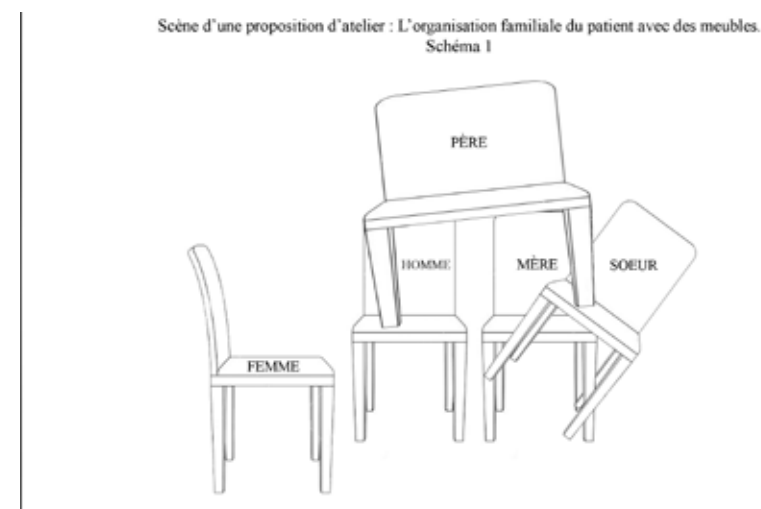 Scène d'une proposition d'atelier : L'organisation familiale du patient avec des meubles.
Schéma 1
PÈRE
HOMME
MÈRE
SOEUR
FEMME